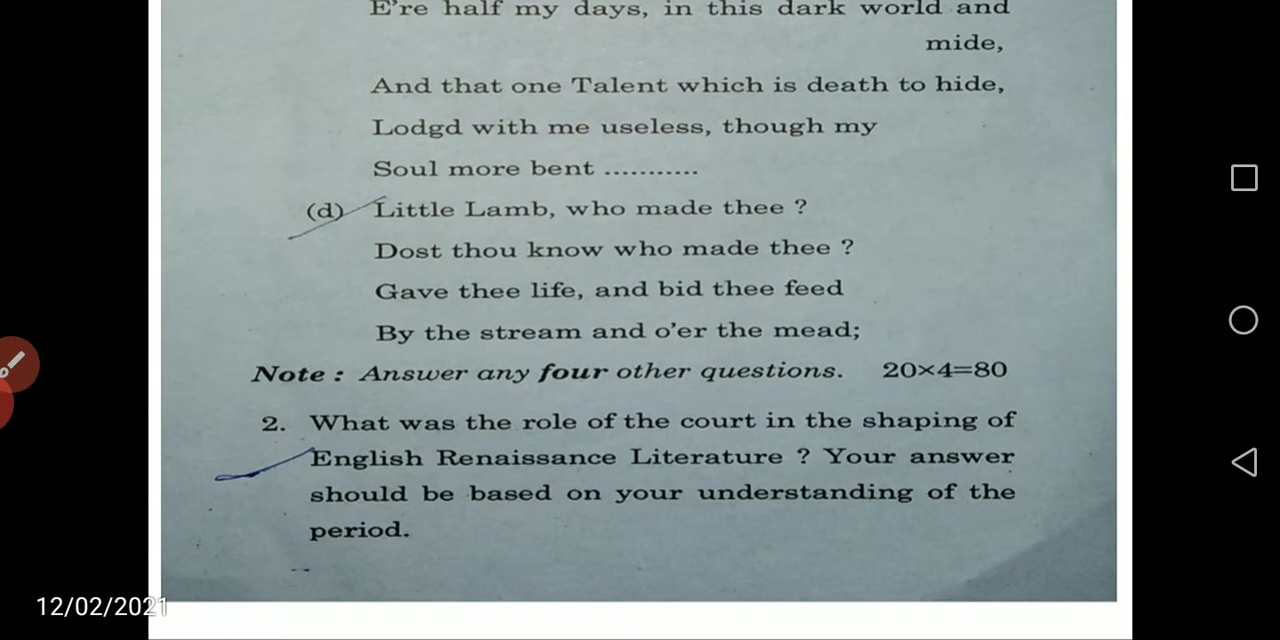 E're half my days, in this dark world and
mide,
And that one Talent which is death to hide,
Lodgd with me useless, though my
Soul more bent ...........
(d) Little Lamb, who made thee ?
Dost thou know who made thee ?
Gave thee life, and bid thee feed
By the stream and o'er the mead;
Note : Answer any four other questions. 20×4=80
2. What was the role of the court in the shaping of
English Renaissance Literature ? Your answer
should be based on your understanding of the
period.
12/02/2021